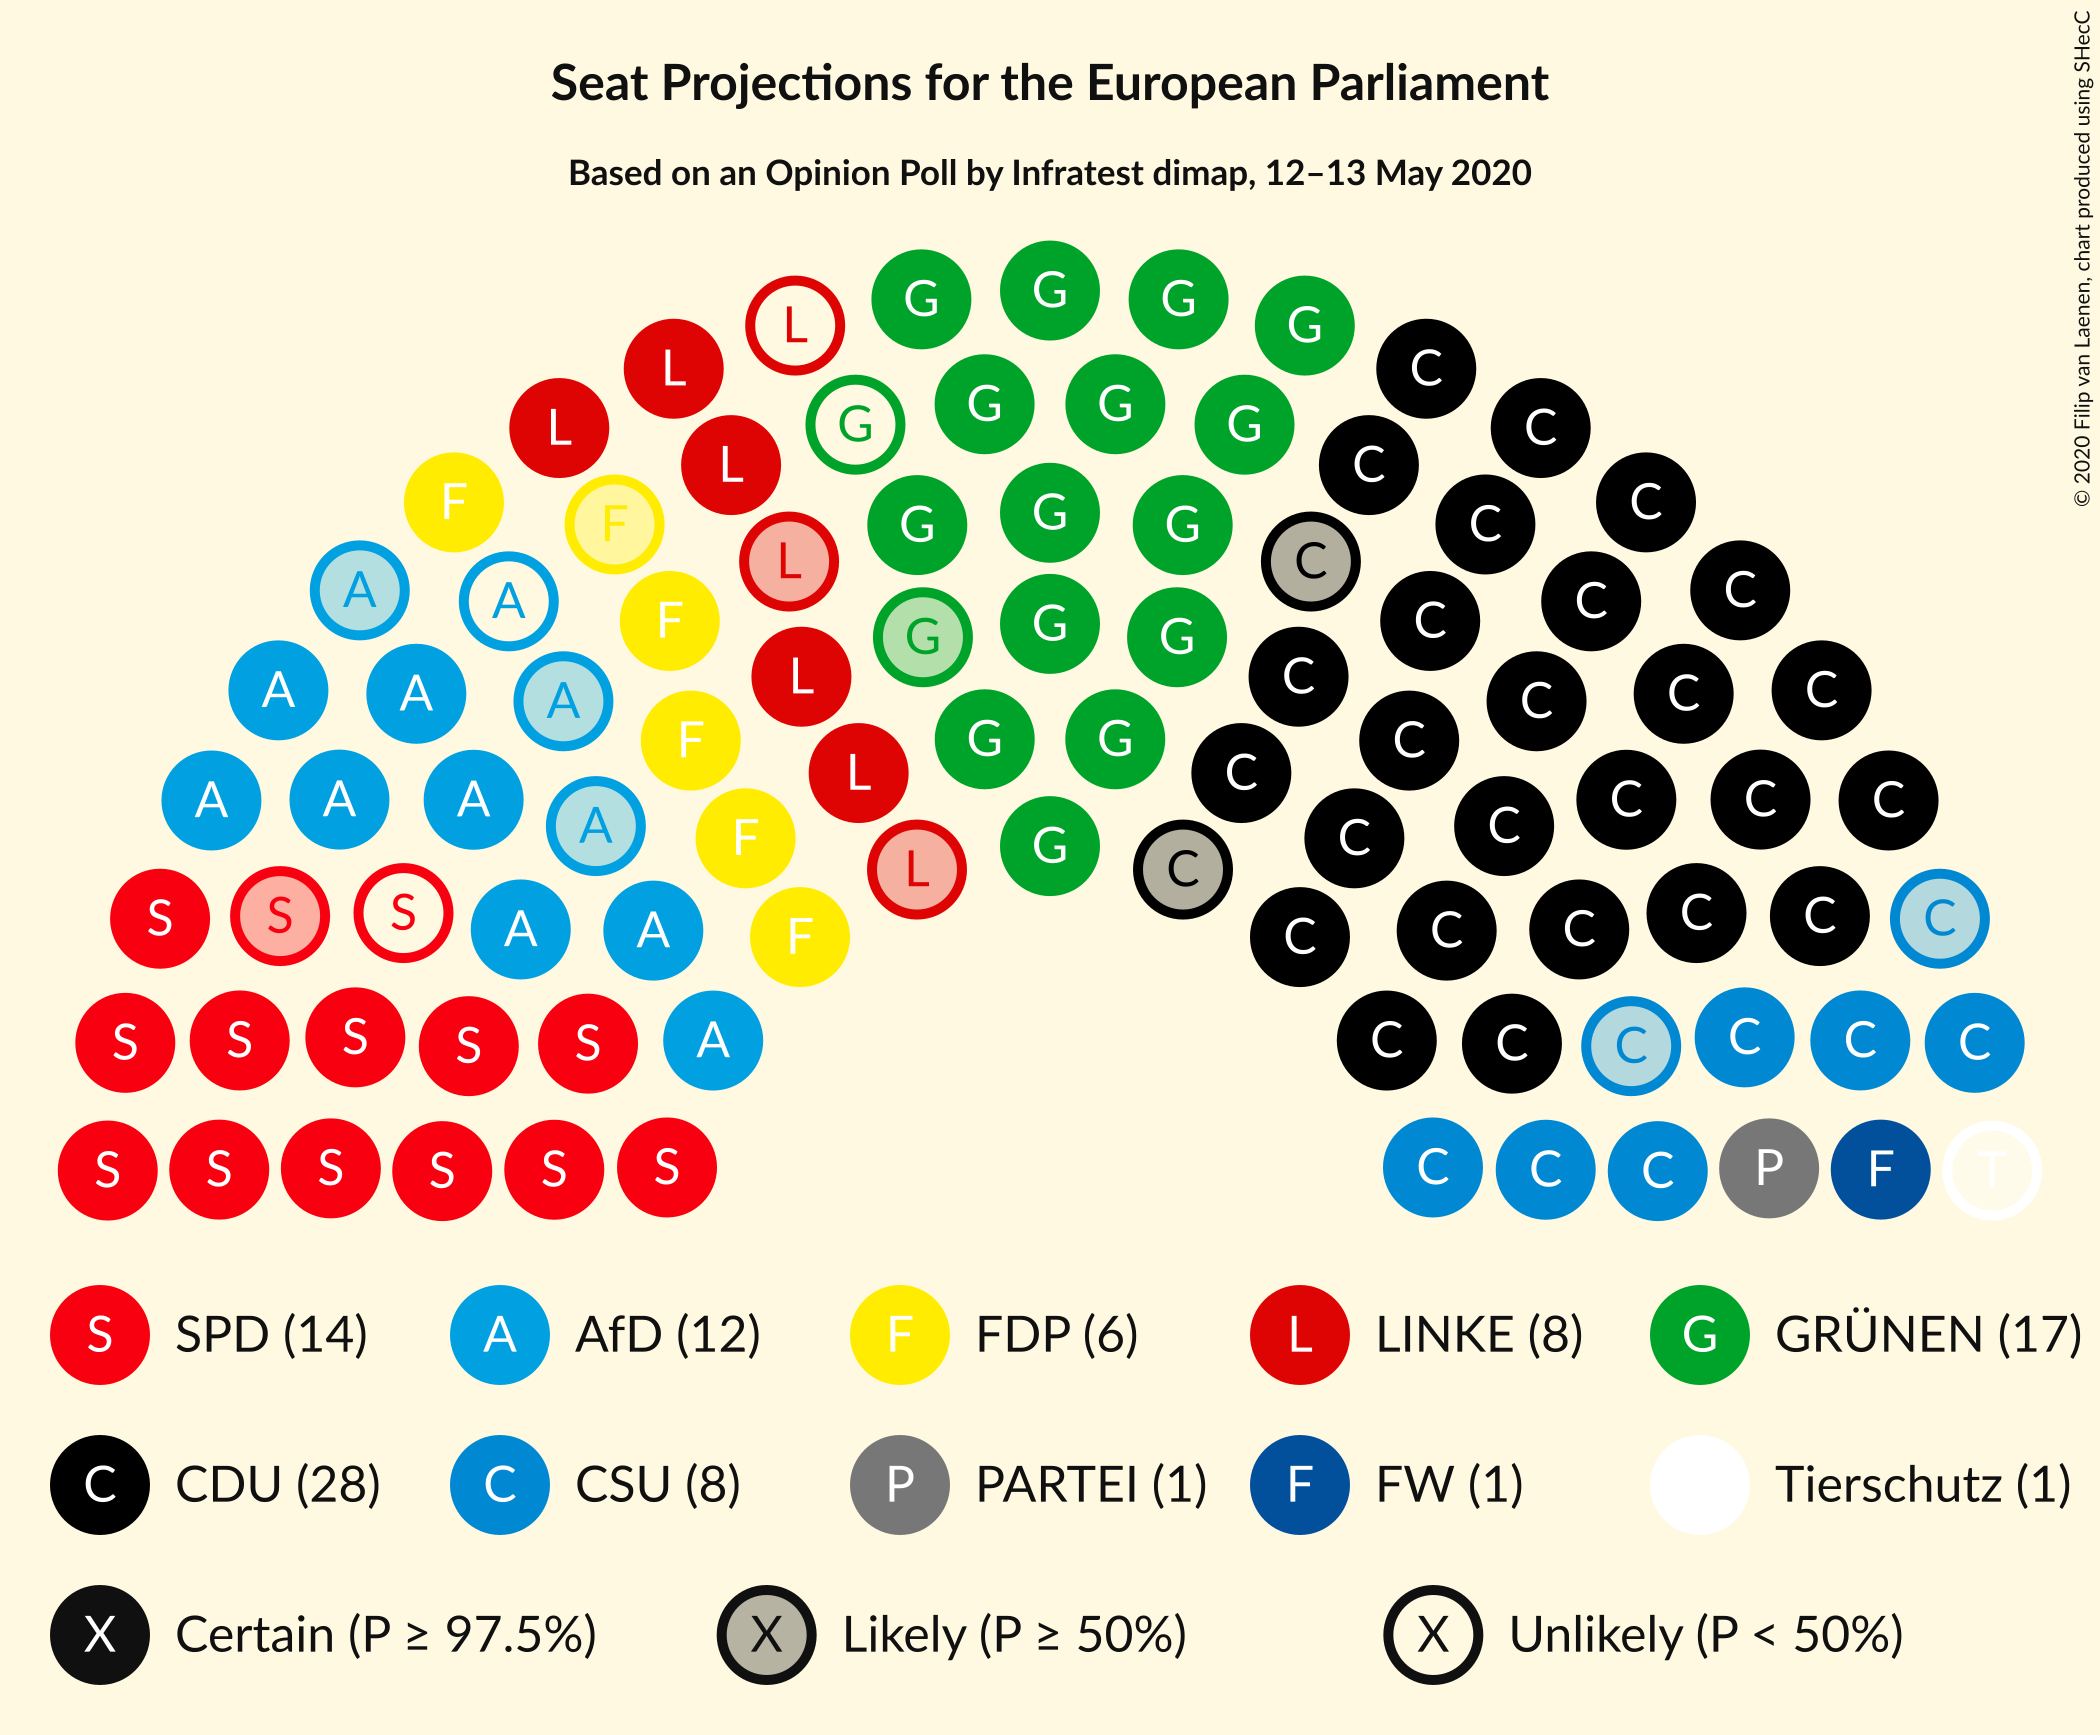 Seat Projections for the European Parliament
Based on an Opinion Poll by Infratest dimap, 12–13 May 2020
© 2020 Filip van Laenen, chart produced using SHecC
G
G G
L G
L C
L G G C
L G C
L C
F G C
G G
F C
L C
A C
A C
F C
G G
L C
A C
A C
A C
F C
G G
L C
A C
A C
A C
F C
G
L C
S C
S C
S C
A C
A C
F C
S S S S S A C C C C C C
S S S S S S C C C P F T
S SPD (14) A AfD (12) F FDP (6) L LINKE (8) G GRÜNEN (17)
C CDU (28) C CSU (8) P PARTEI (1) F FW (1) Tierschutz (1)
X Certain (P ≥ 97.5%) X Likely (P ≥ 50%) X Unlikely (P < 50%)